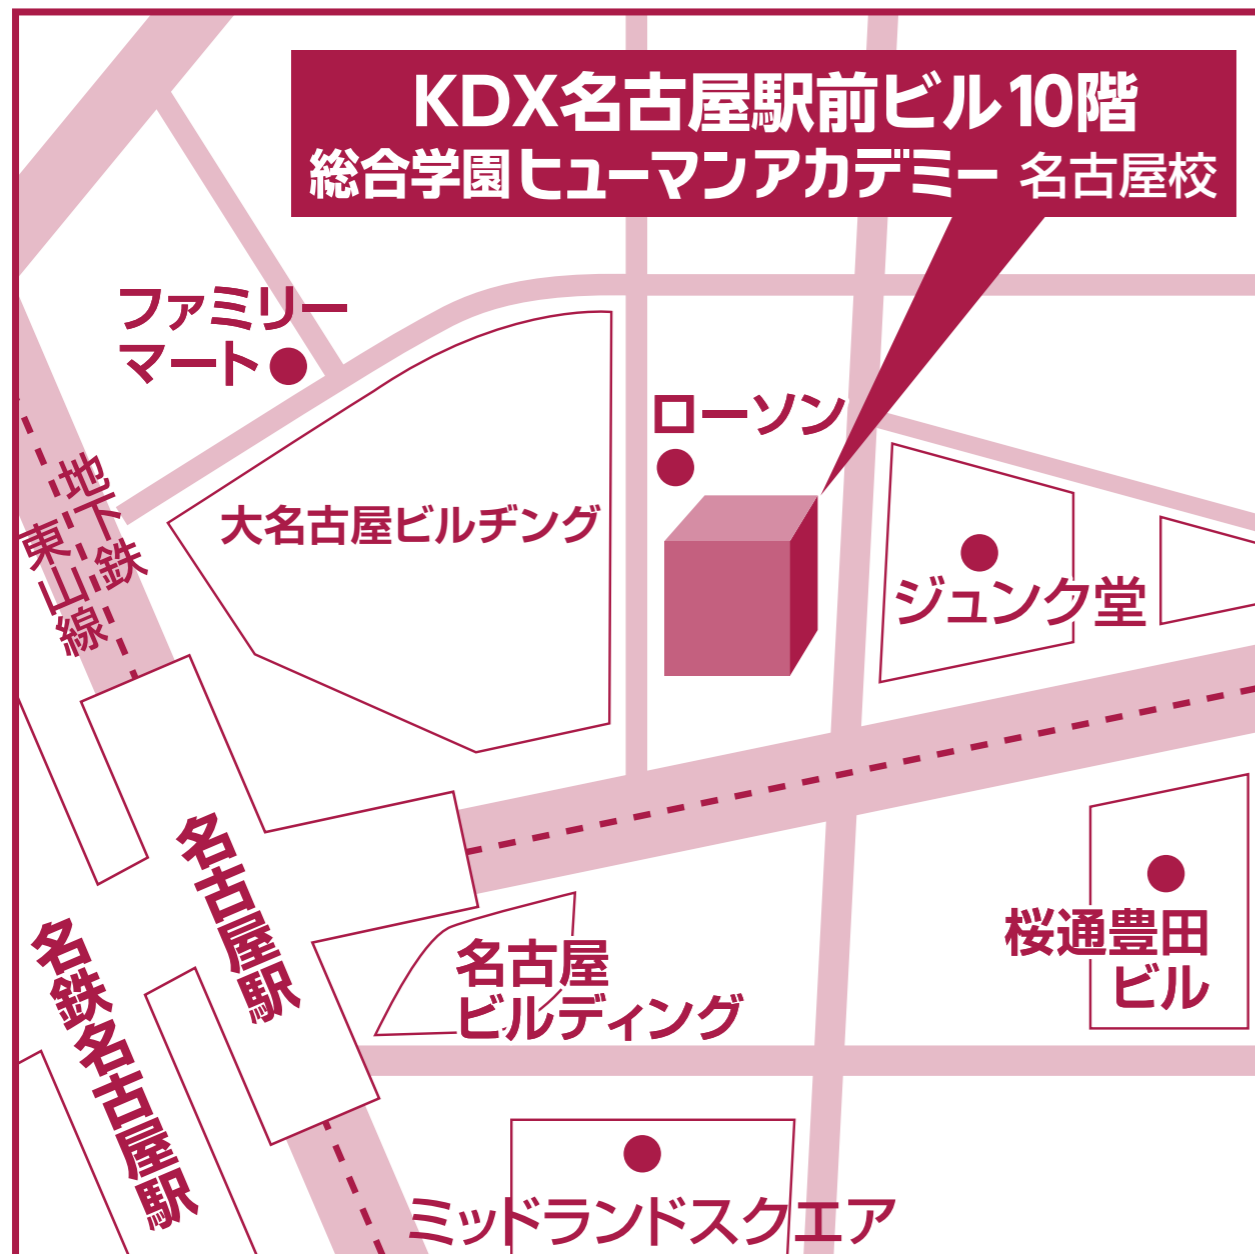 KDX名古屋駅前ビル10階
総合学園ヒューマンアカデミー 名古屋校
ファミリー
マート
ローソン
地下鉄
東山線
大名古屋ビルヂング
ジュンク堂
名古屋駅
名鉄名古屋駅
名古屋
ビルディング
桜通豊田
ビル
ミッドランドスクエア